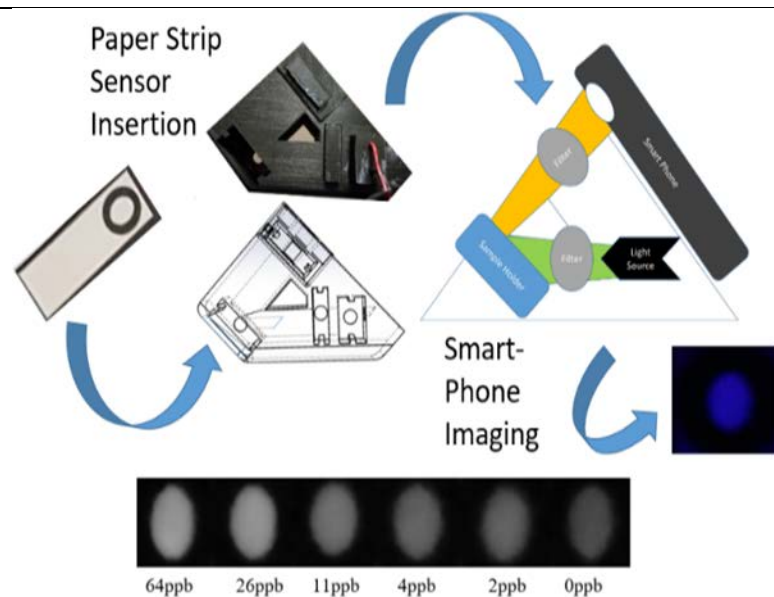 Paper Strip
Sensor
Insertion
Filter
Smart Phone
Sample Holder
Filter
Light
Source
Smart-
Phone
Imaging
64ppb 26ppb 11ppb 4ppb 2ppb 0ppb